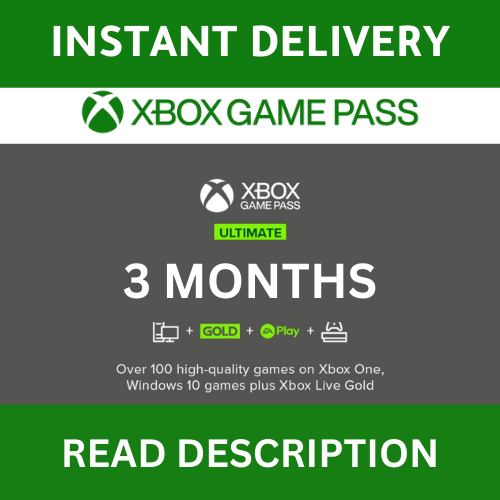 INSTANT DELIVERY
XBOX GAME PASS
XBOX
GAME PASS
ULTIMATE
3 MONTHS
+ GOLD + EA Play +
Over 100 high-quality games on Xbox One,
Windows 10 games plus Xbox Live Gold
READ DESCRIPTION